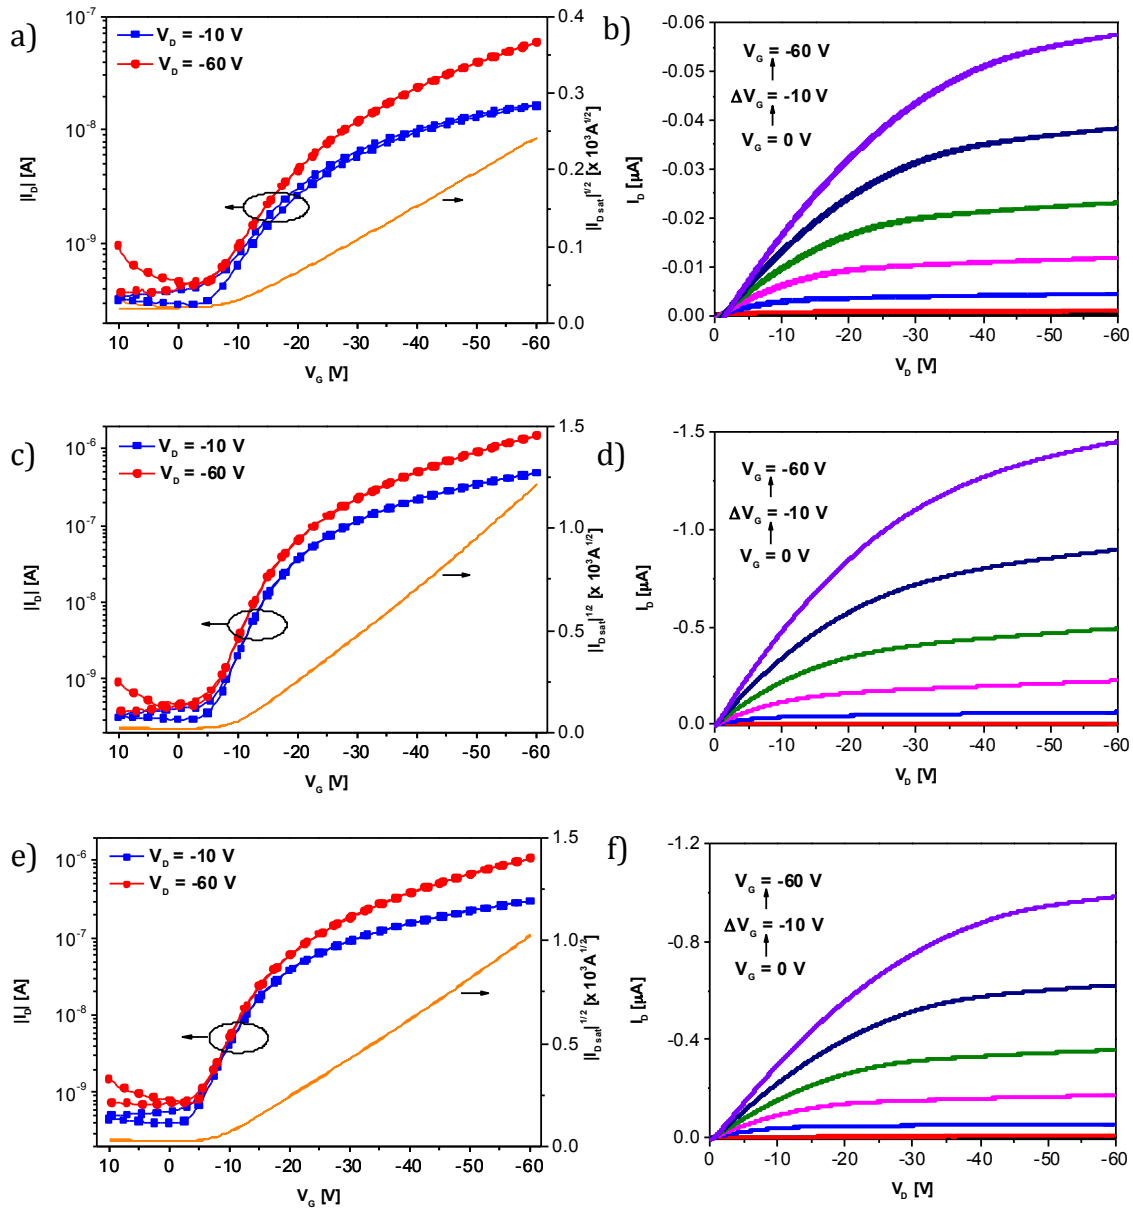 a)
V_D = -10 V
V_D = -60 V
10^-7
10^-8
10^-9
|I_D| [A]
0.4
0.3
0.2
0.1
0.0
|I_D sat|^1/2 [x 10^3A^1/2]
10 0 -10 -20 -30 -40 -50 -60
V_G [V]
b)
V_G = -60 V
ΔV_G = -10 V
V_G = 0 V
-0.06
-0.05
-0.04
-0.03
-0.02
-0.01
0.00
I_D [µA]
0 -10 -20 -30 -40 -50 -60
V_D [V]
c)
V_D = -10 V
V_D = -60 V
10^-6
10^-7
10^-8
10^-9
|I_D| [A]
1.5
1.0
0.5
0.0
|I_D sat|^1/2 [x 10^3A^1/2]
10 0 -10 -20 -30 -40 -50 -60
V_G [V]
d)
V_G = -60 V
ΔV_G = -10 V
V_G = 0 V
-1.5
-1.0
-0.5
0.0
I_D [µA]
0 -10 -20 -30 -40 -50 -60
V_D [V]
e)
V_D = -10 V
V_D = -60 V
10^-6
10^-7
10^-8
10^-9
|I_D| [A]
1.5
1.0
0.5
0.0
|I_D sat|^1/2 [x 10^3A^1/2]
10 0 -10 -20 -30 -40 -50 -60
V_G [V]
f)
V_G = -60 V
ΔV_G = -10 V
V_G = 0 V
-1.2
-0.8
-0.4
0.0
I_D [µA]
0 -10 -20 -30 -40 -50 -60
V_D [V]